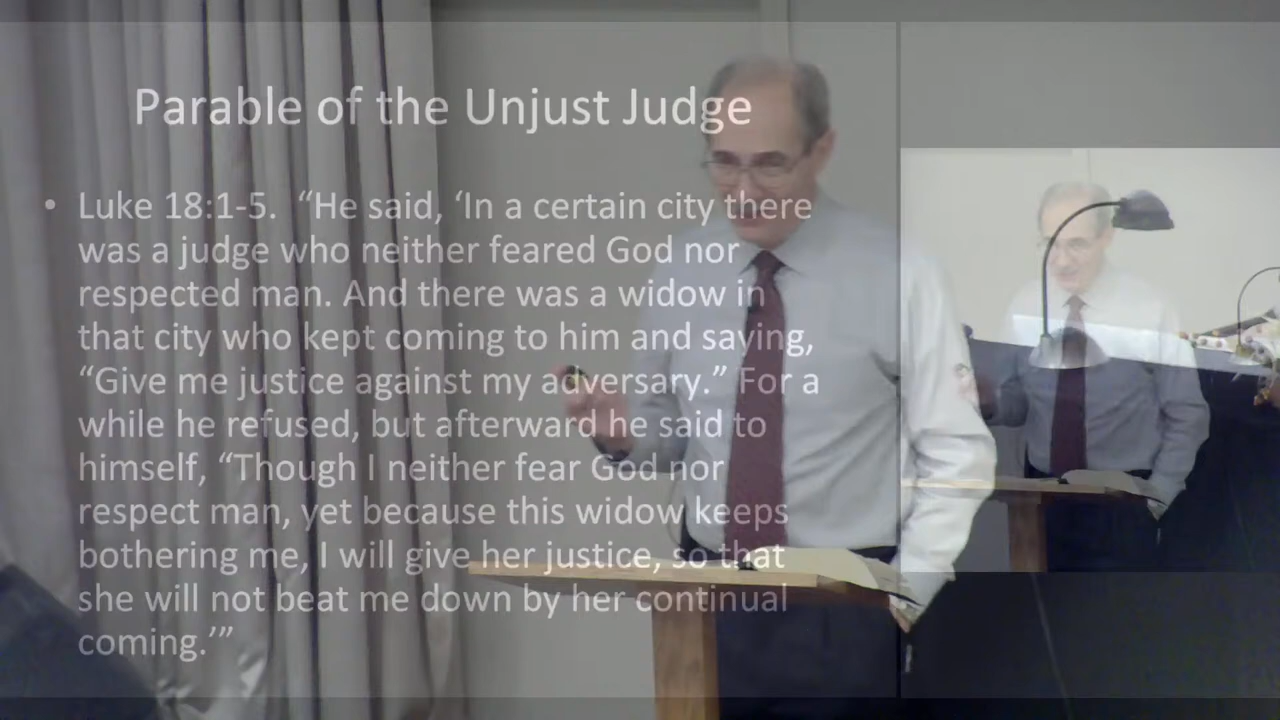 Parable of the Unjust Judge
• Luke 18:1-5.  “He said, ‘In a certain city there
was a judge who neither feared God nor
respected man. And there was a widow in
that city who kept coming to him and saying,
“Give me justice against my adversary.” For a
while he refused, but afterward he said to
himself, “Though I neither fear God nor
respect man, yet because this widow keeps
bothering me, I will give her justice, so that
she will not beat me down by her continual
coming.’”